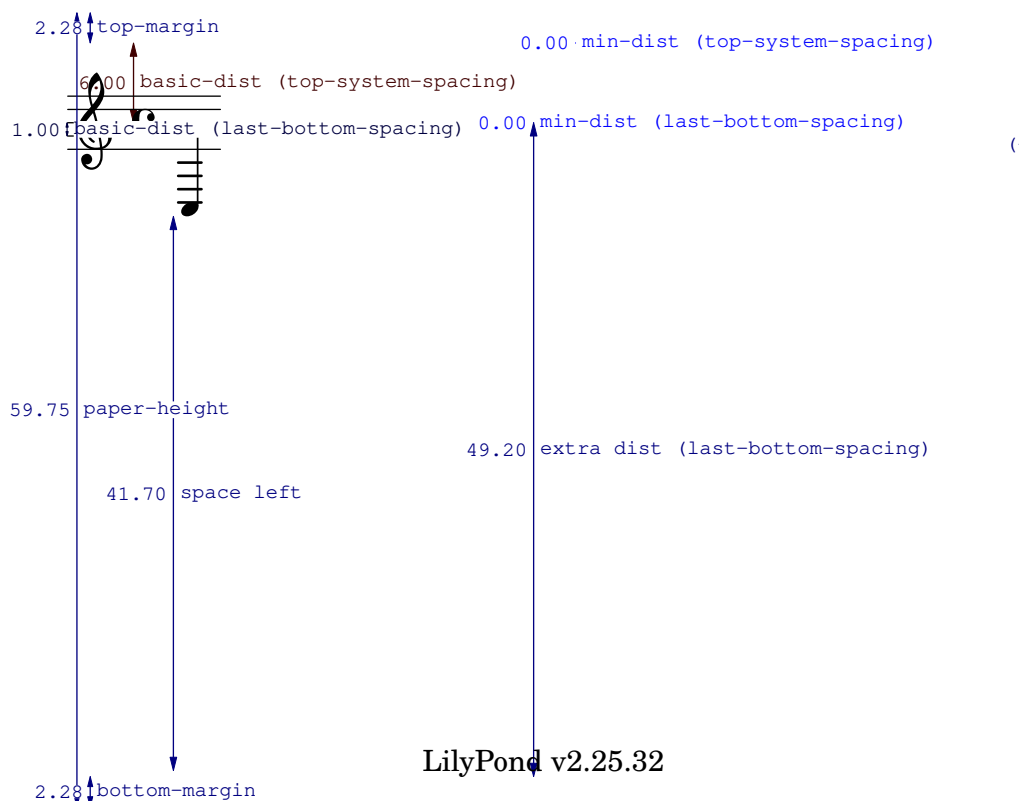 2.28 top-margin
0.00 min-dist (top-system-spacing)
6.00 basic-dist (top-system-spacing)
1.00 basic-dist (last-bottom-spacing)
0.00 min-dist (last-bottom-spacing)
(
59.75 paper-height
49.20 extra dist (last-bottom-spacing)
41.70 space left
LilyPond v2.25.32
2.28 bottom-margin